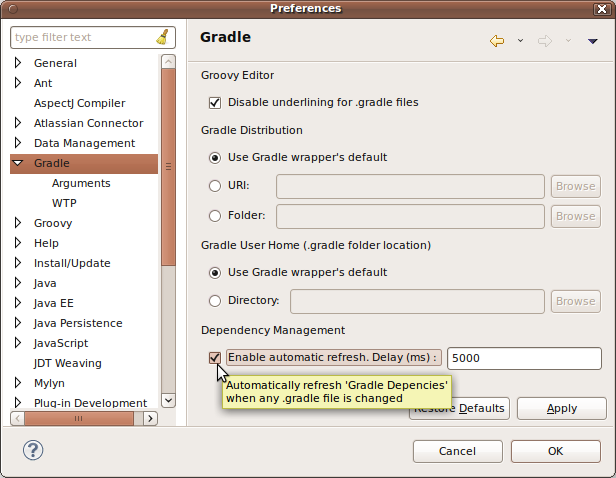 Preferences
type filter text
General
Ant
AspectJ Compiler
Atlassian Connector
Data Management
Gradle
Arguments
WTP
Groovy
Help
Install/Update
Java
Java EE
Java Persistence
JavaScript
JDT Weaving
Mylyn
Plug-in Development
Gradle
Groovy Editor
Disable underlining for .gradle files
Gradle Distribution
Use Gradle wrapper's default
URI: Browse
Folder: Browse
Gradle User Home (.gradle folder location)
Use Gradle wrapper's default
Directory: Browse
Dependency Management
Enable automatic refresh. Delay (ms) : 5000
Automatically refresh 'Gradle Depencies'
when any .gradle file is changed
Restore Defaults Apply
? Cancel OK